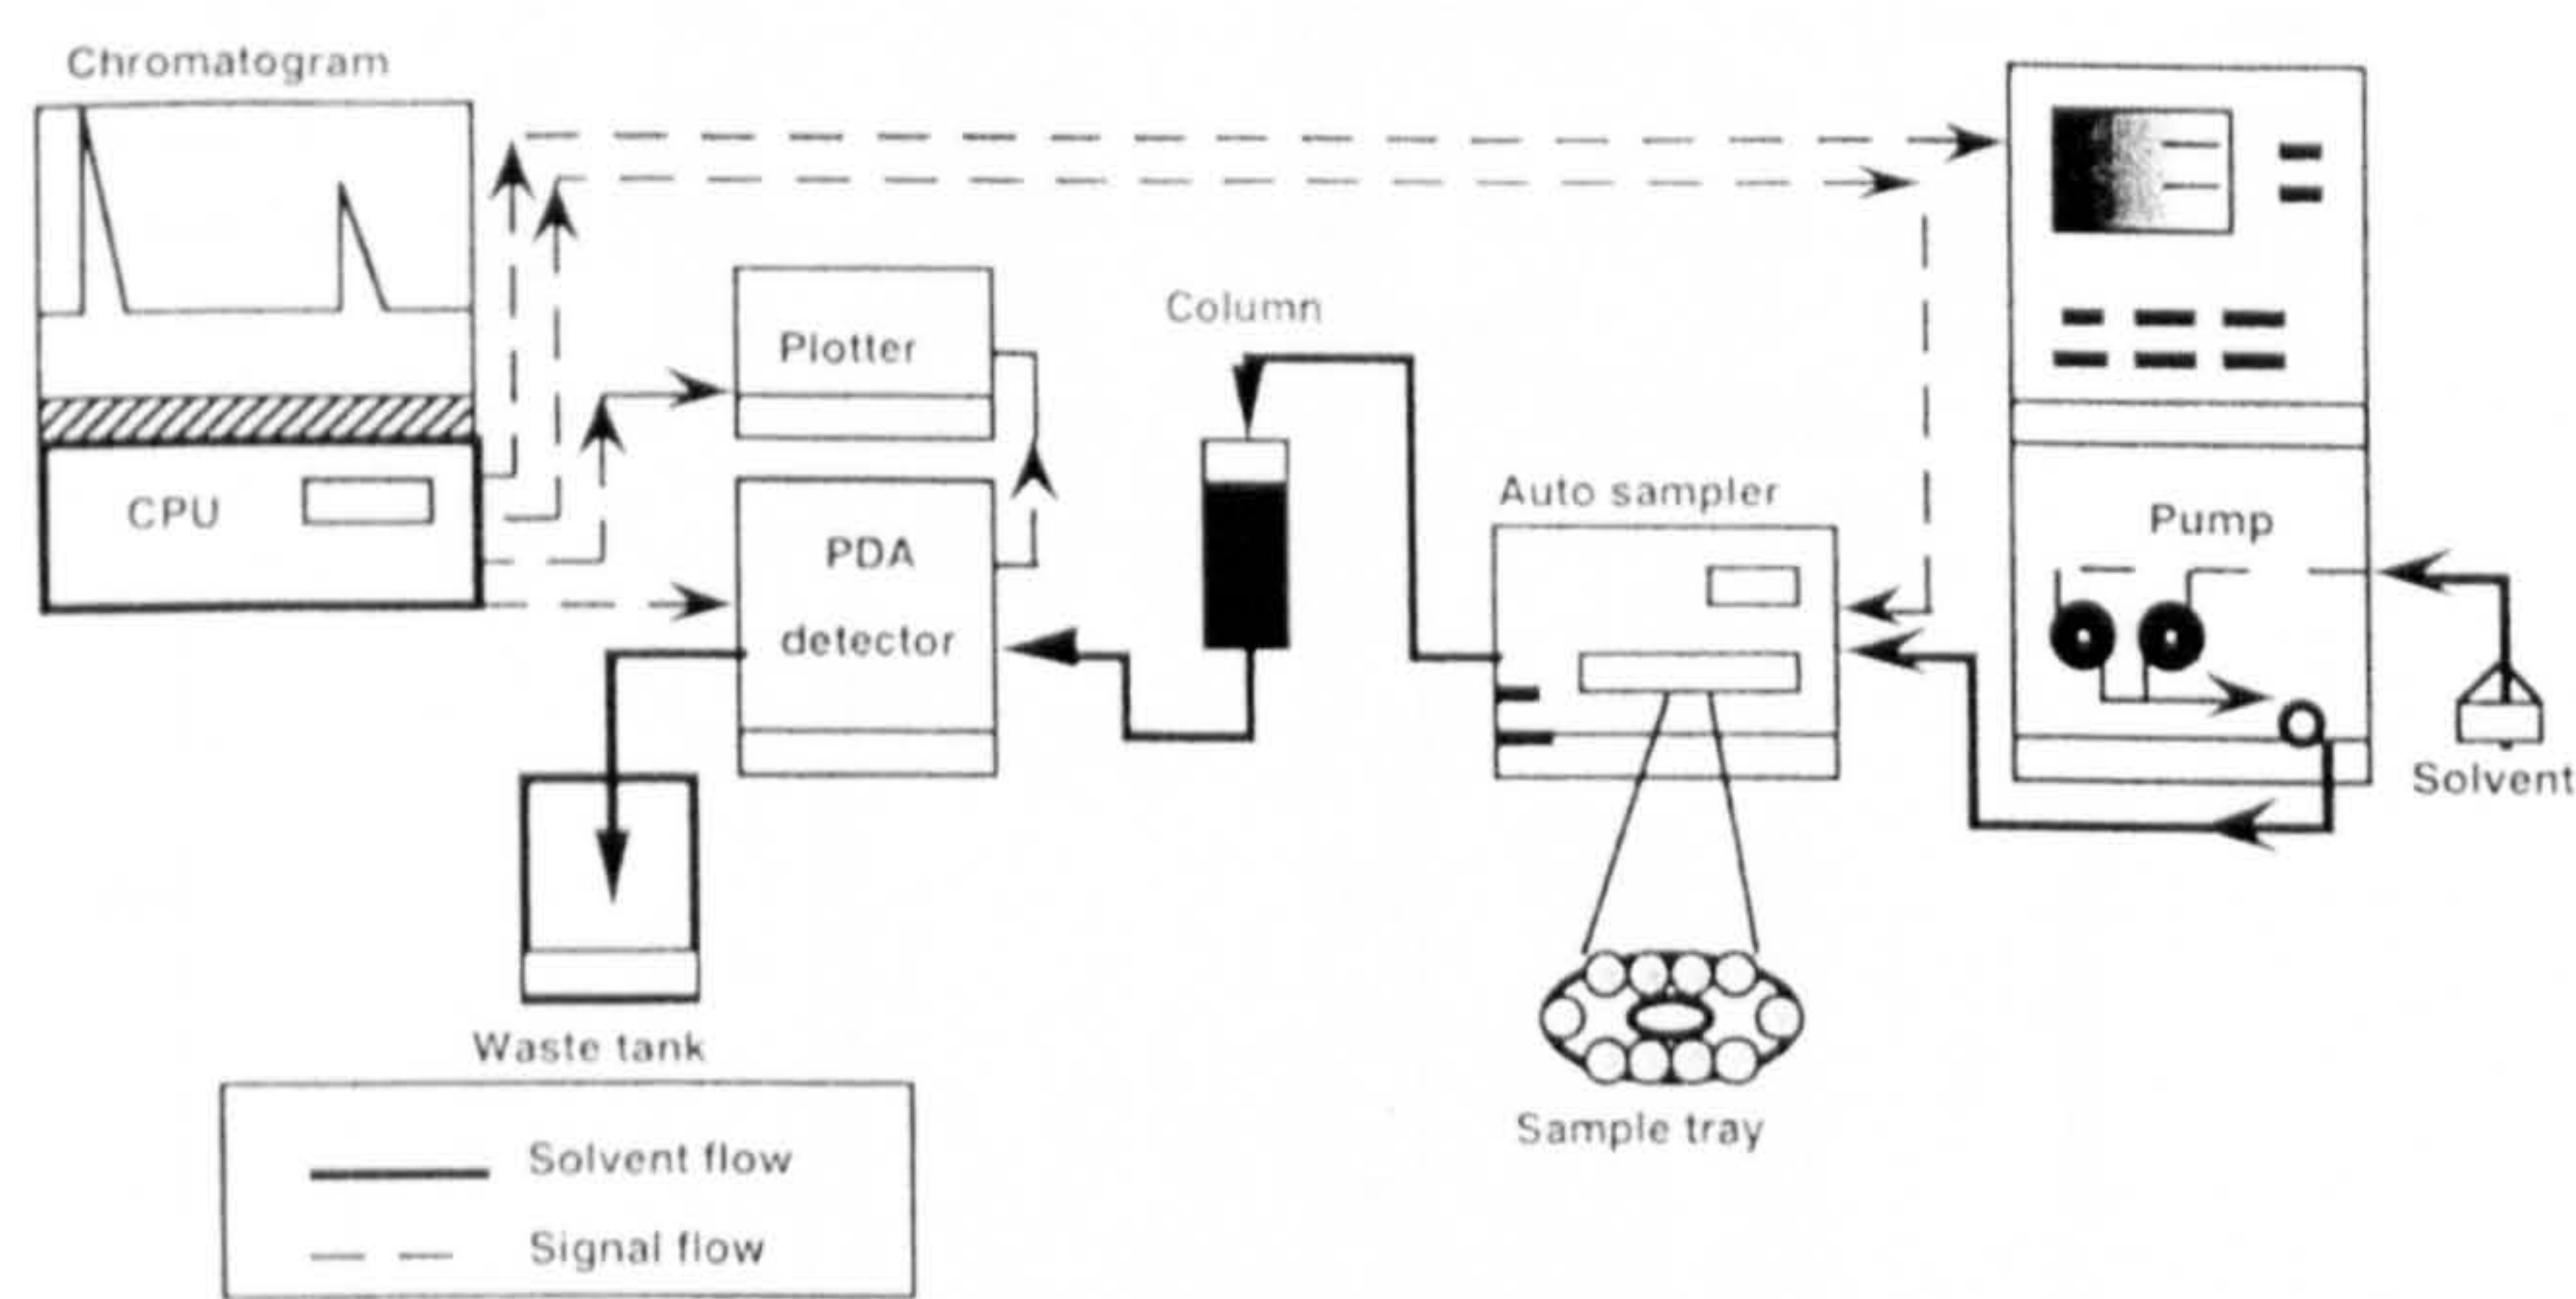 Chromatogram
Plotter
Column
CPU
PDA
detector
Auto sampler
Pump
Solvent
Waste tank
Sample tray
Solvent flow
Signal flow